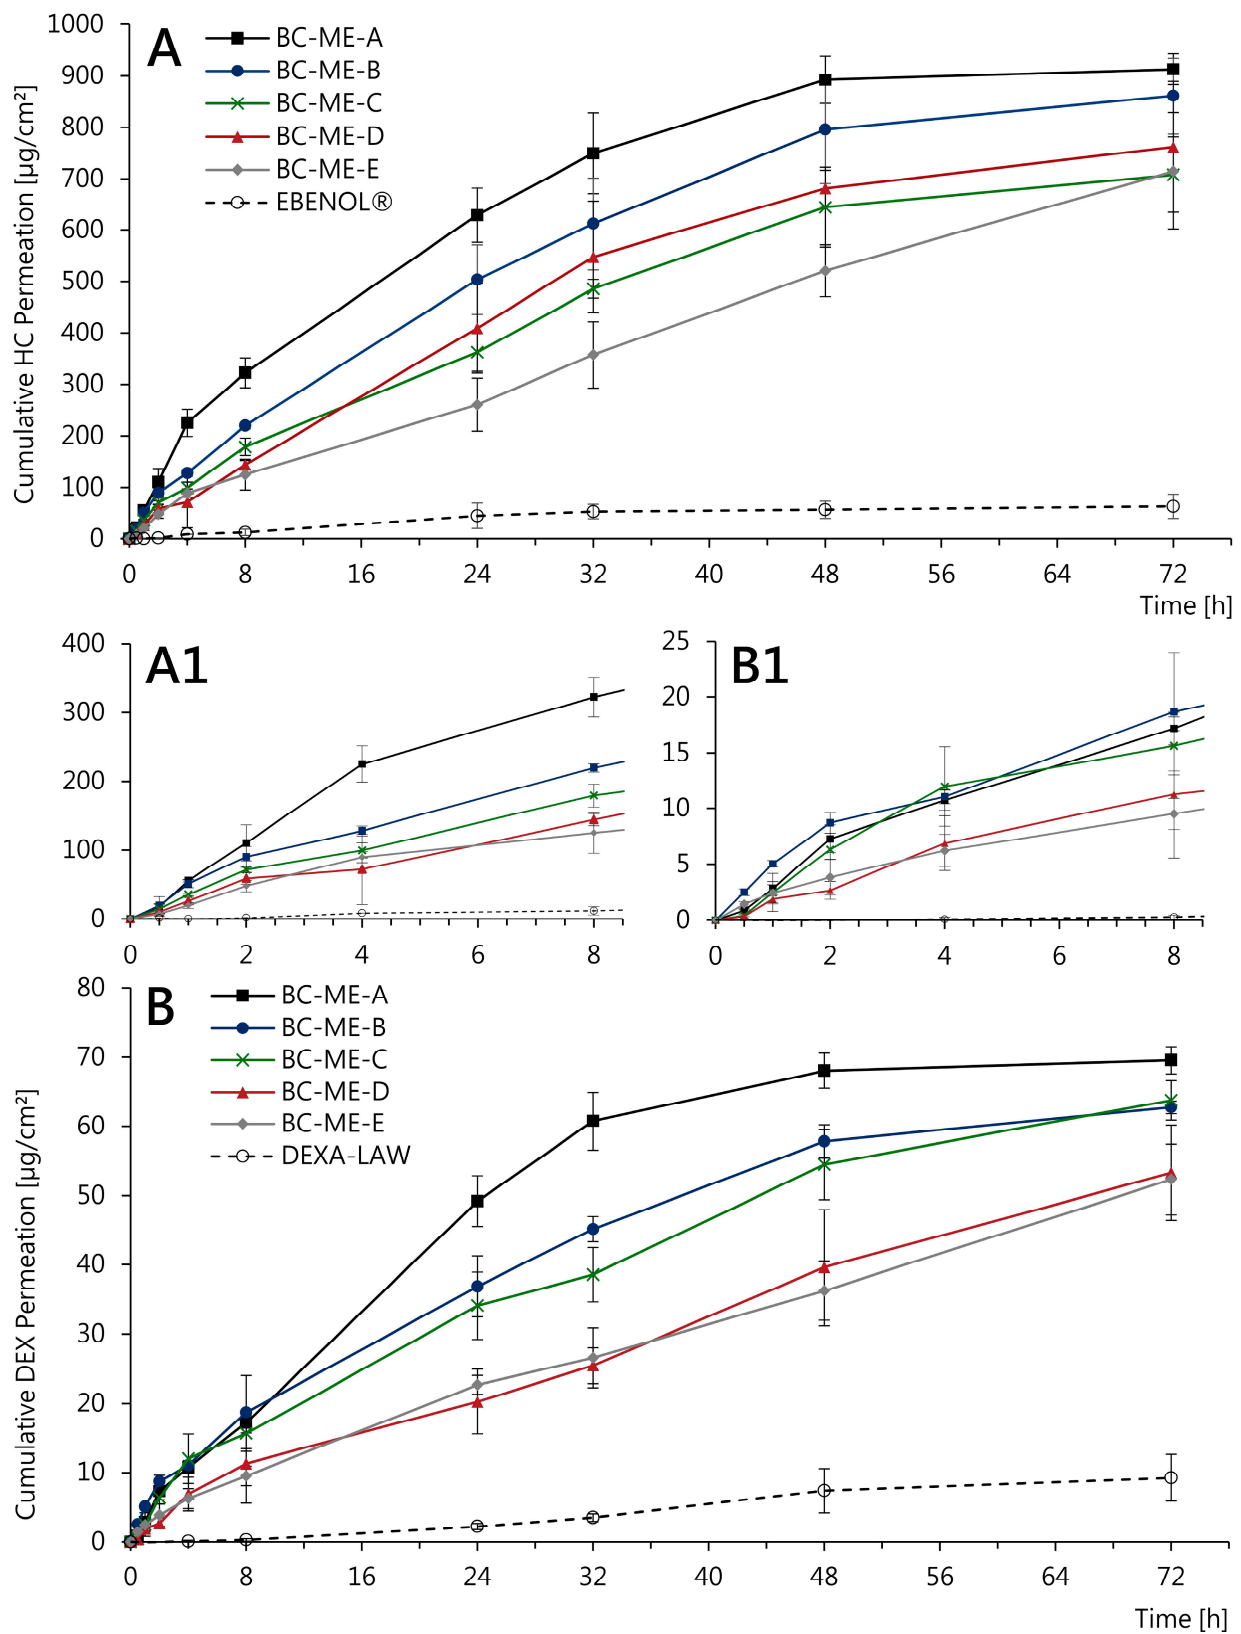 A
BC-ME-A
BC-ME-B
BC-ME-C
BC-ME-D
BC-ME-E
EBENOL®
Cumulative HC Permeation [µg/cm²]
1000
900
800
700
600
500
400
300
200
100
0
0 8 16 24 32 40 48 56 64 72
Time [h]
A1
400
300
200
100
0
0 2 4 6 8
B1
25
20
15
10
5
0
0 2 4 6 8
B
BC-ME-A
BC-ME-B
BC-ME-C
BC-ME-D
BC-ME-E
DEXA-LAW
Cumulative DEX Permeation [µg/cm²]
80
70
60
50
40
30
20
10
0
0 8 16 24 32 40 48 56 64 72
Time [h]